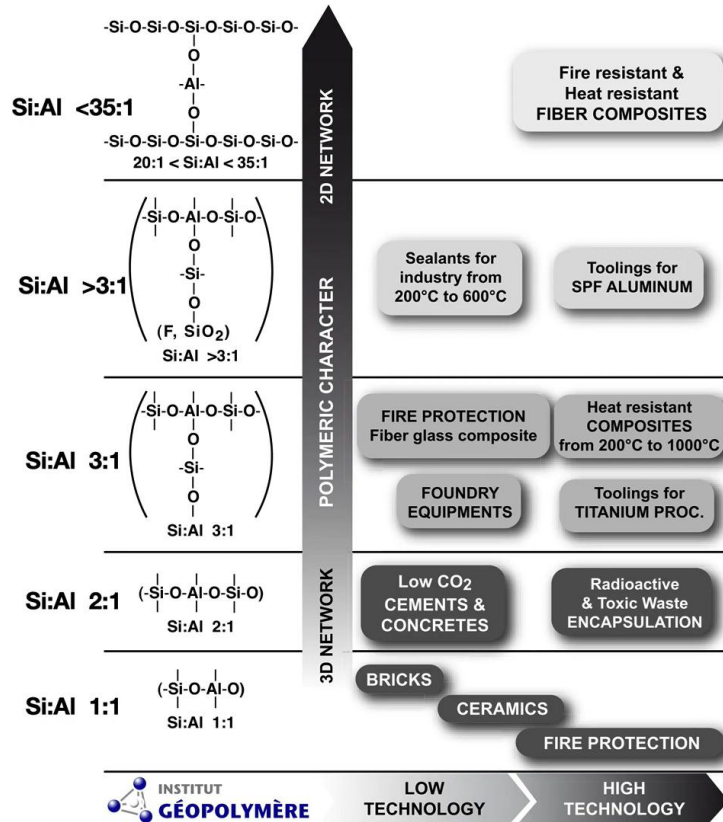 -Si-O-Si-O-Si-O-Si-O-Si-O-
O
-Al-
O
-Si-O-Si-O-Si-O-Si-O-Si-O-
20:1 < Si:Al < 35:1
Si:Al <35:1
2D NETWORK
Fire resistant &
Heat resistant
FIBER COMPOSITES
-Si-O-Al-O-Si-O-
O
-Si-
O
(F, SiO2)
Si:Al >3:1
Si:Al >3:1
POLYMERIC CHARACTER
Sealants for
industry from
200°C to 600°C
Toolings for
SPF ALUMINUM
-Si-O-Al-O-Si-O-
O
-Si-
O
Si:Al 3:1
Si:Al 3:1
FIRE PROTECTION
Fiber glass composite
Heat resistant
COMPOSITES
from 200°C to 1000°C
FOUNDRY
EQUIPMENTS
Toolings for
TITANIUM PROC.
Si:Al 2:1
(-Si-O-Al-O-Si-O)
Si:Al 2:1
3D NETWORK
Low CO2
CEMENTS &
CONCRETES
Radioactive
& Toxic Waste
ENCAPSULATION
Si:Al 1:1
(-Si-O-Al-O)
Si:Al 1:1
BRICKS
CERAMICS
FIRE PROTECTION
INSTITUT
GÉOPOLYMÈRE
LOW
TECHNOLOGY
HIGH
TECHNOLOGY